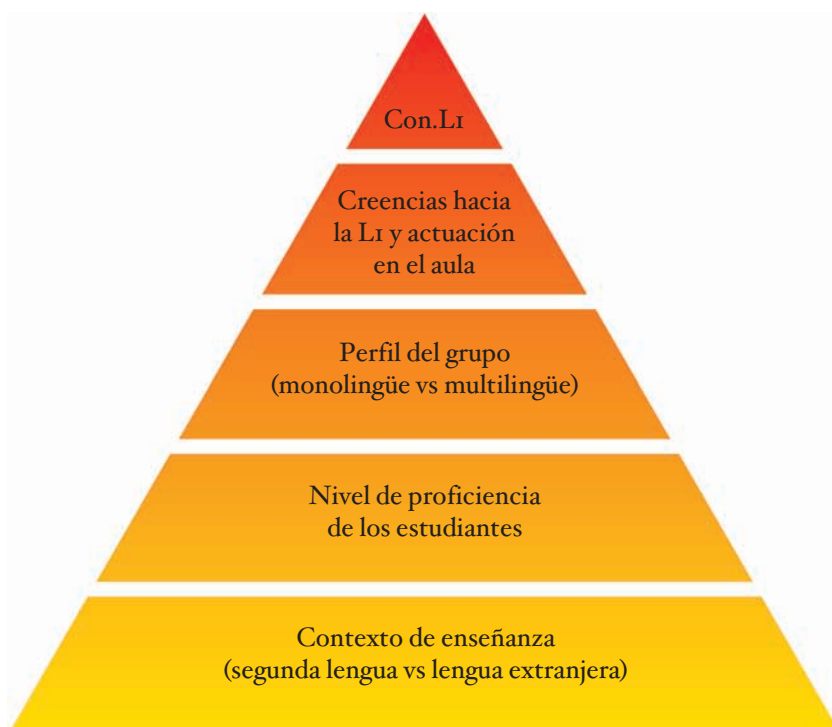 Con.L1
Creencias hacia
la L1 y actuación
en el aula
Perfil del grupo
(monolingüe vs multilingüe)
Nivel de proficiencia
de los estudiantes
Contexto de enseñanza
(segunda lengua vs lengua extranjera)